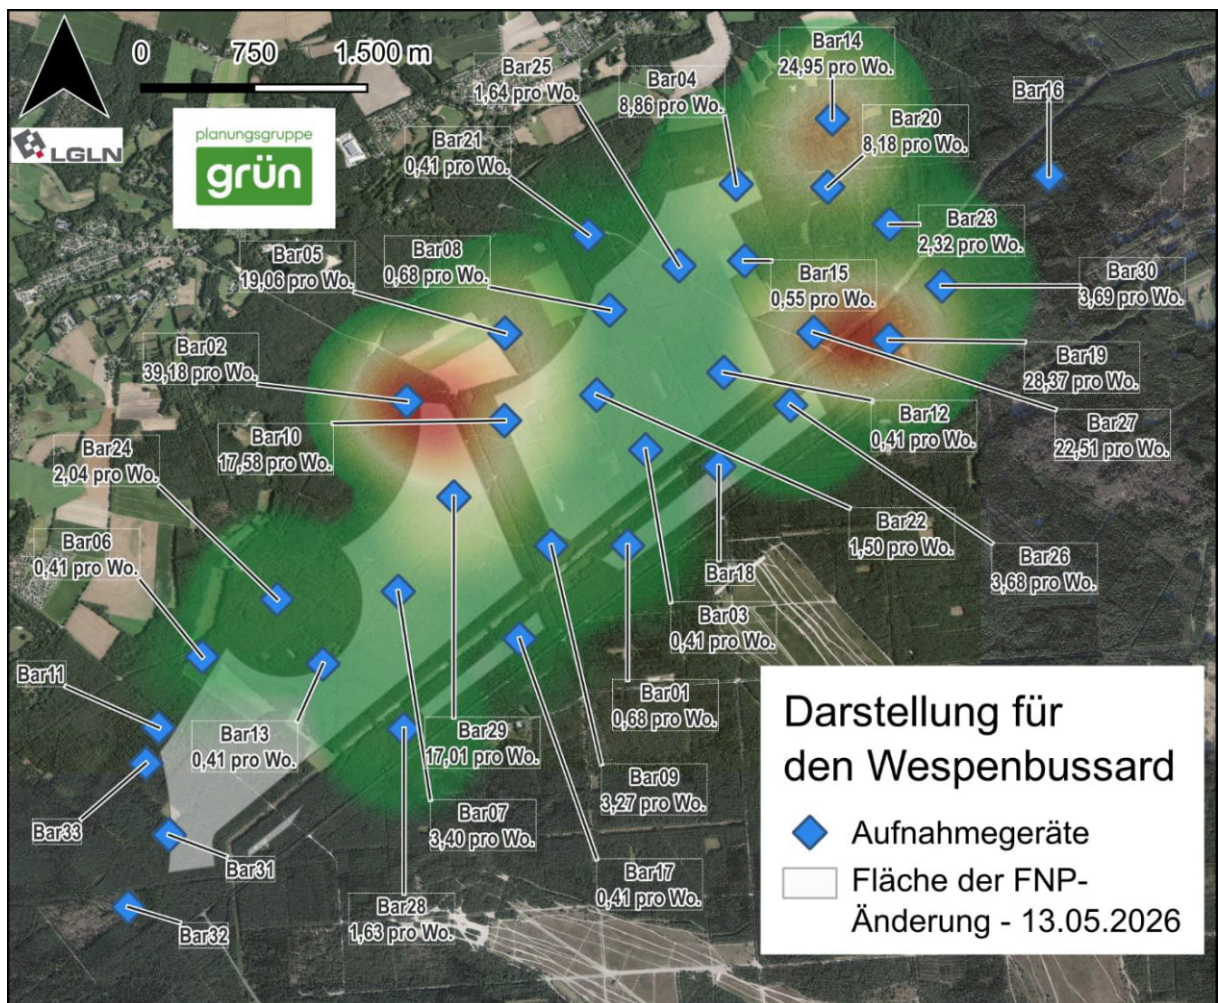 0 750 1.500 m
LGLN
planungsgruppe
grün
Bar14
24,95 pro Wo.
Bar25
1,64 pro Wo.
Bar04
8,86 pro Wo.
Bar16
Bar20
8,18 pro Wo.
Bar21
0,41 pro Wo.
Bar23
2,32 pro Wo.
Bar05
19,06 pro Wo.
Bar08
0,68 pro Wo.
Bar15
0,55 pro Wo.
Bar30
3,69 pro Wo.
Bar02
39,18 pro Wo.
Bar19
28,37 pro Wo.
Bar12
0,41 pro Wo.
Bar27
22,51 pro Wo.
Bar10
17,58 pro Wo.
Bar24
2,04 pro Wo.
Bar22
1,50 pro Wo.
Bar26
3,68 pro Wo.
Bar06
0,41 pro Wo.
Bar18
Bar03
0,41 pro Wo.
Bar11
Bar01
0,68 pro Wo.
Bar13
0,41 pro Wo.
Bar29
17,01 pro Wo.
Bar09
3,27 pro Wo.
Bar07
3,40 pro Wo.
Bar33
Bar31
Bar17
0,41 pro Wo.
Bar28
1,63 pro Wo.
Bar32
Darstellung für
den Wespenbussard
Aufnahmegeräte
Fläche der FNP-
Änderung - 13.05.2026